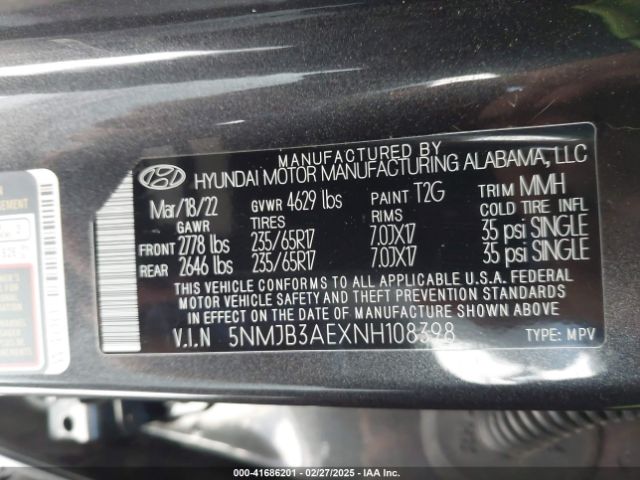 MANUFACTURED BY
HYUNDAI MOTOR MANUFACTURING ALABAMA, LLC
Mar/18/22 GVWR 4629 lbs PAINT T2G TRIM MMH
GAWR TIRES RIMS COLD TIRE INFL
FRONT 2778 lbs 235/65R17 7.0JX17 35 psi SINGLE
REAR 2646 lbs 235/65R17 7.0JX17 35 psi SINGLE
THIS VEHICLE CONFORMS TO ALL APPLICABLE U.S.A. FEDERAL
MOTOR VEHICLE SAFETY AND THEFT PREVENTION STANDARDS
IN EFFECT ON THE DATE OF MANUFACTURE SHOWN ABOVE
V.I.N 5NMJB3AEXNH108398 TYPE: MPV
000-41686201 - 02/27/2025 - IAA Inc.